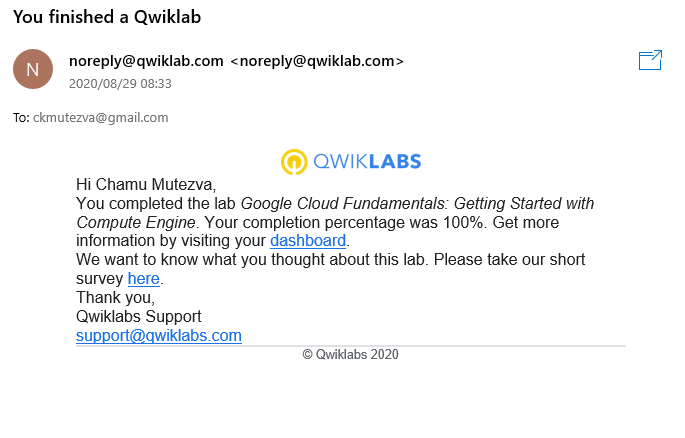 You finished a Qwiklab
N
noreply@qwiklab.com <noreply@qwiklab.com>
2020/08/29 08:33
To: ckmutezva@gmail.com
QWIKLABS
Hi Chamu Mutezva,
You completed the lab Google Cloud Fundamentals: Getting Started with
Compute Engine. Your completion percentage was 100%. Get more
information by visiting your dashboard.
We want to know what you thought about this lab. Please take our short
survey here.
Thank you,
Qwiklabs Support
support@qwiklabs.com
© Qwiklabs 2020